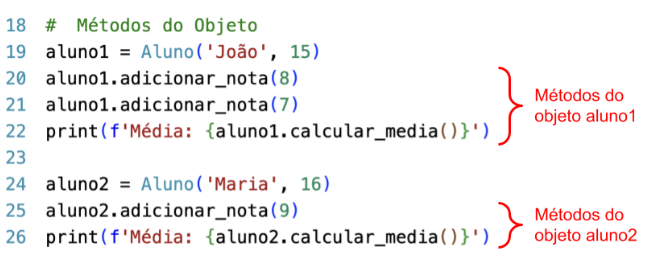 18 #  Métodos do Objeto
19 aluno1 = Aluno('João', 15)
20 aluno1.adicionar_nota(8)
21 aluno1.adicionar_nota(7)
22 print(f'Média: {aluno1.calcular_media()}')
Métodos do
objeto aluno1
23
24 aluno2 = Aluno('Maria', 16)
25 aluno2.adicionar_nota(9)
26 print(f'Média: {aluno2.calcular_media()}')
Métodos do
objeto aluno2